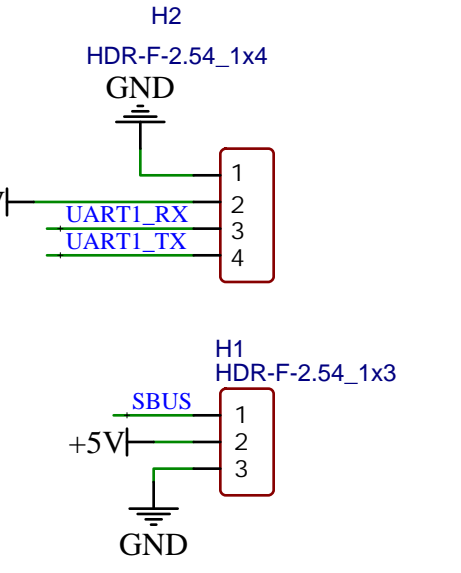 H2
HDR-F-2.54_1x4
GND
1
2
UART1_RX
3
UART1_TX
4
H1
HDR-F-2.54_1x3
SBUS
1
+5V
2
3
GND